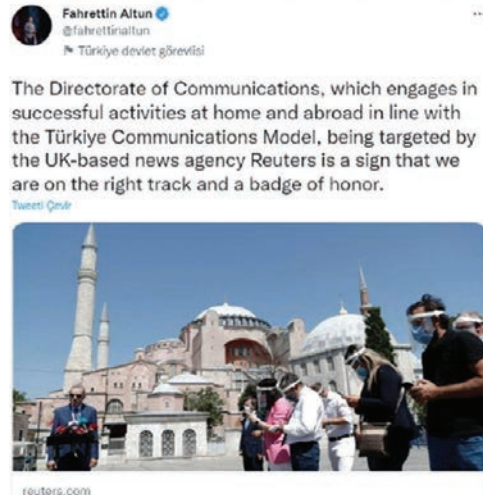 Fahrettin Altun
@fahrettinaltun
Türkiye devlet görevlisi
The Directorate of Communications, which engages in
successful activities at home and abroad in line with
the Türkiye Communications Model, being targeted by
the UK-based news agency Reuters is a sign that we
are on the right track and a badge of honor.
Tweeti Çevir
reuters.com